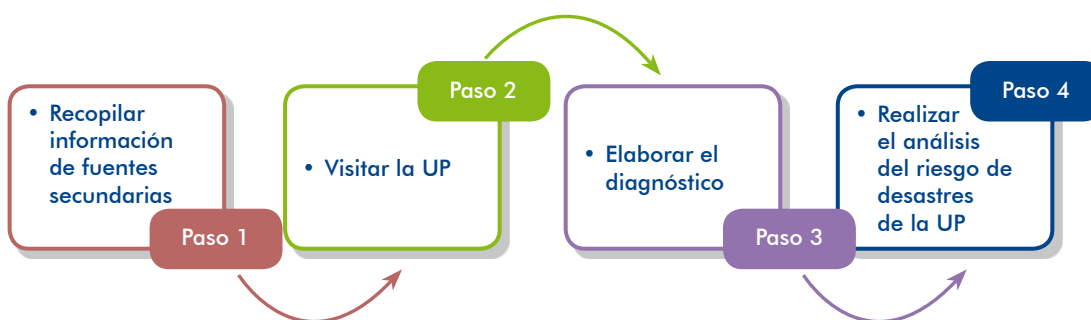 • Recopilar
información
de fuentes
secundarias
Paso 1
Paso 2
• Visitar la UP
• Elaborar el
diagnóstico
Paso 3
Paso 4
• Realizar
el análisis
del riesgo de
desastres
de la UP